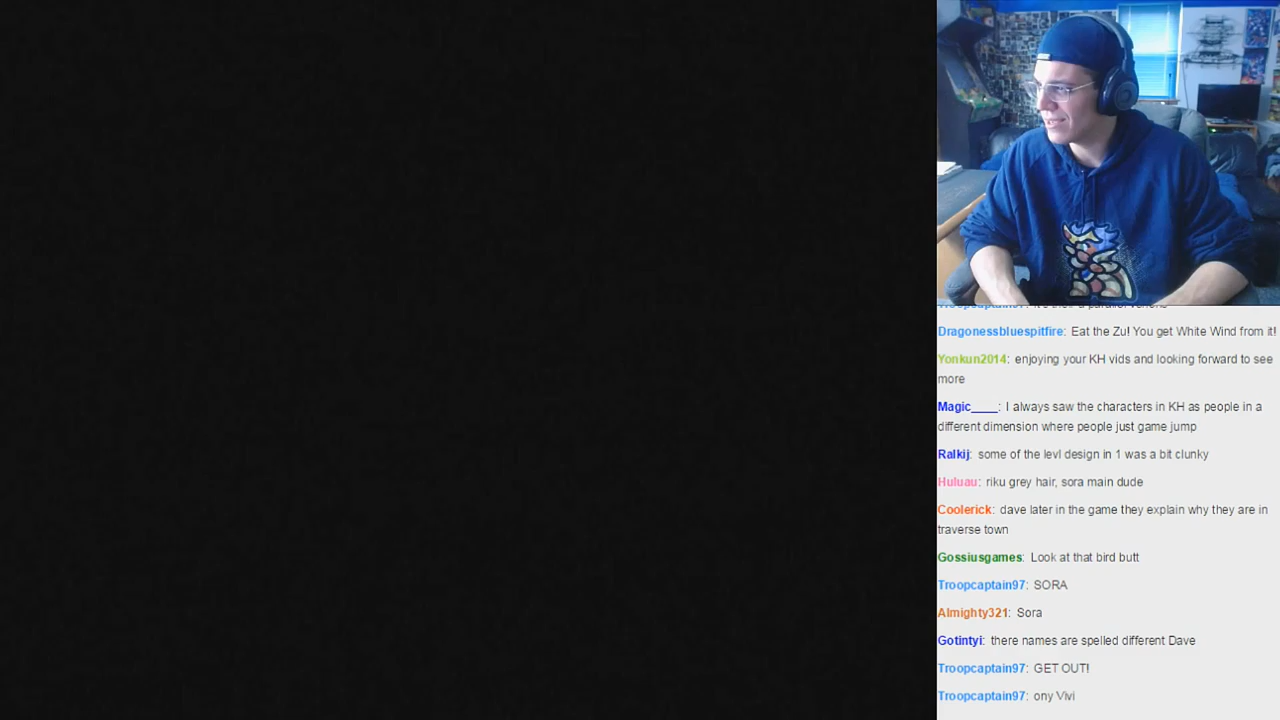 Dragonessbluespitfire: Eat the Zu! You get White Wind from it!
Yonkun2014: enjoying your KH vids and looking forward to see
more
Magic____: I always saw the characters in KH as people in a
different dimension where people just game jump
Ralkij: some of the levl design in 1 was a bit clunky
Huluau: riku grey hair, sora main dude
Coolerick: dave later in the game they explain why they are in
traverse town
Gossiusgames: Look at that bird butt
Troopcaptain97: SORA
Almighty321: Sora
Gotintyi: there names are spelled different Dave
Troopcaptain97: GET OUT!
Troopcaptain97: ony Vivi